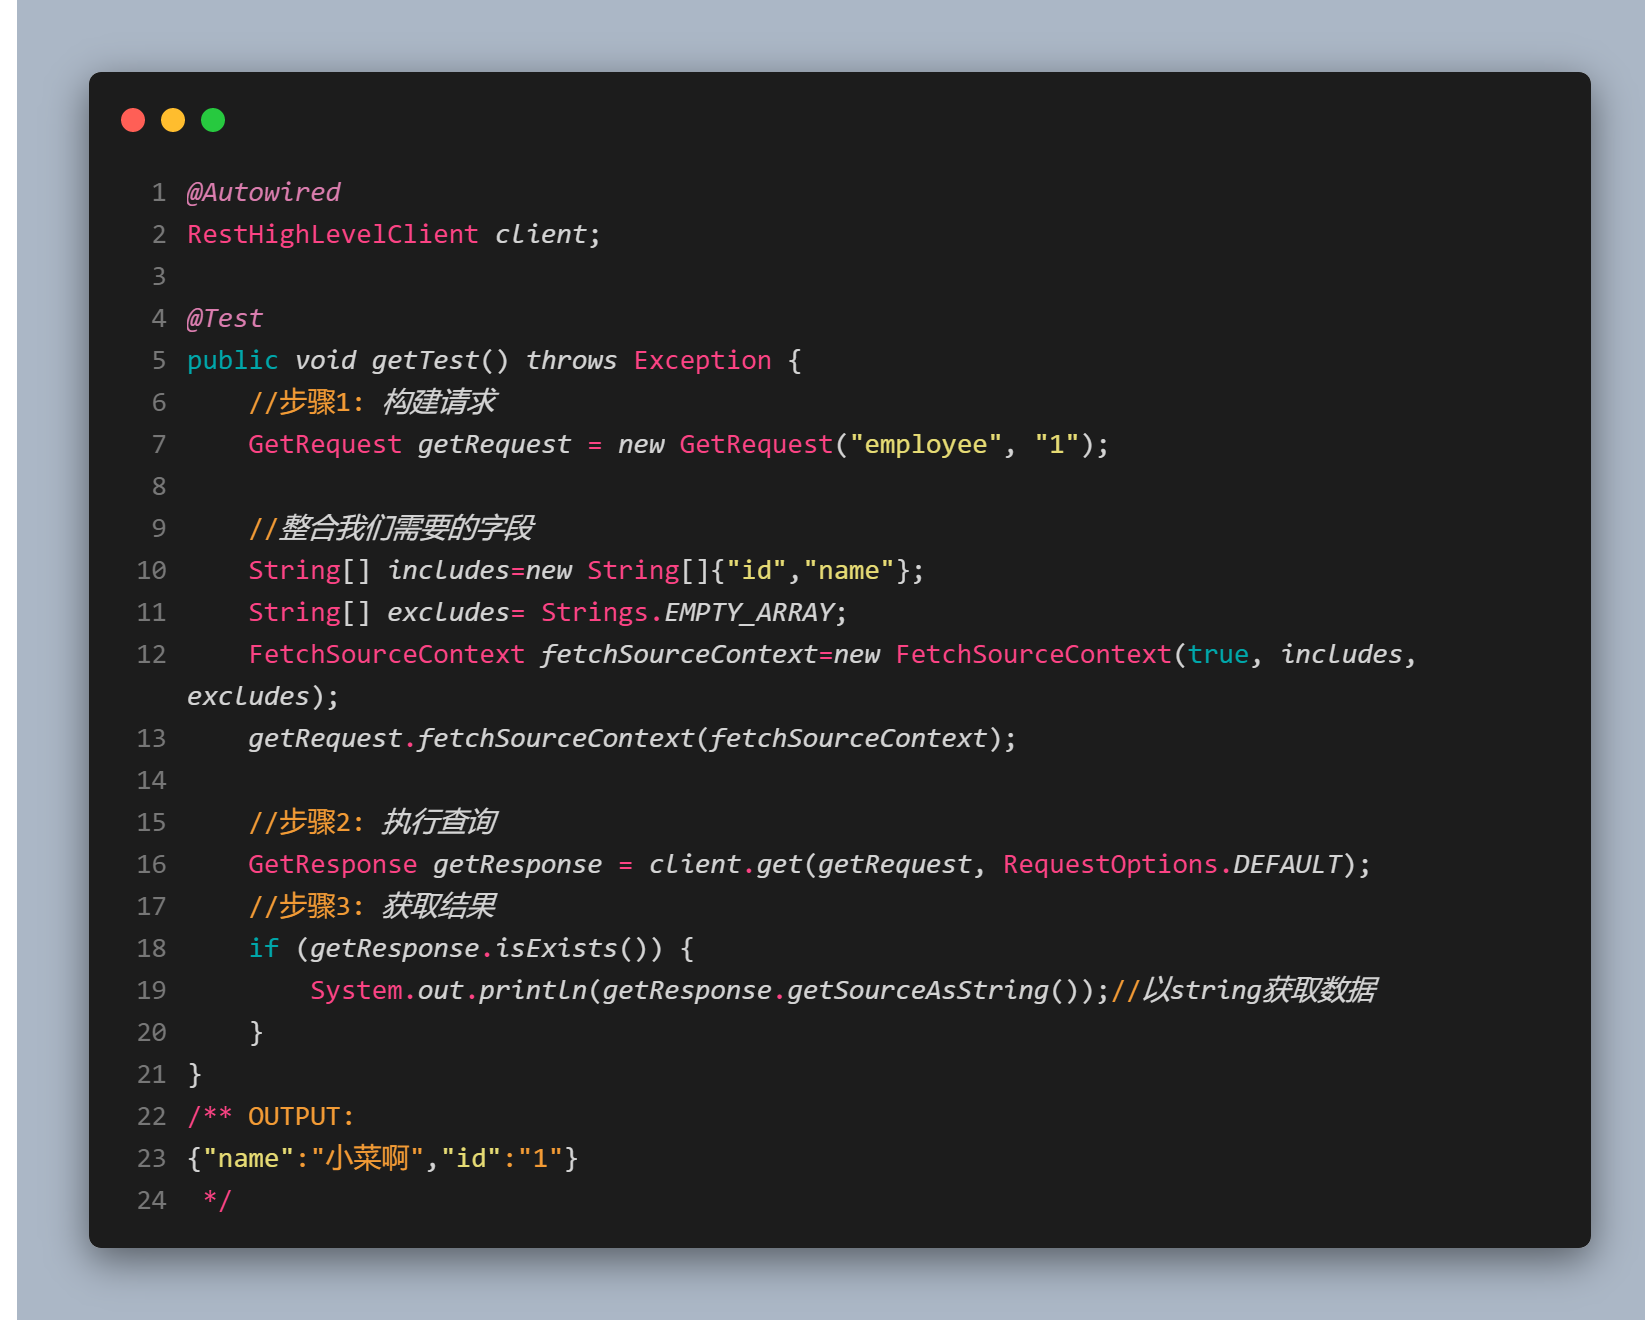 1 @Autowired
2 RestHighLevelClient client;
3
4 @Test
5 public void getTest() throws Exception {
6     //步骤1: 构建请求
7     GetRequest getRequest = new GetRequest("employee", "1");
8
9     //整合我们需要的字段
10     String[] includes=new String[]{"id","name"};
11     String[] excludes= Strings.EMPTY_ARRAY;
12     FetchSourceContext fetchSourceContext=new FetchSourceContext(true, includes,
excludes);
13     getRequest.fetchSourceContext(fetchSourceContext);
14
15     //步骤2: 执行查询
16     GetResponse getResponse = client.get(getRequest, RequestOptions.DEFAULT);
17     //步骤3: 获取结果
18     if (getResponse.isExists()) {
19         System.out.println(getResponse.getSourceAsString());//以string获取数据
20     }
21 }
22 /** OUTPUT:
23 {"name":"小菜啊","id":"1"}
24  */